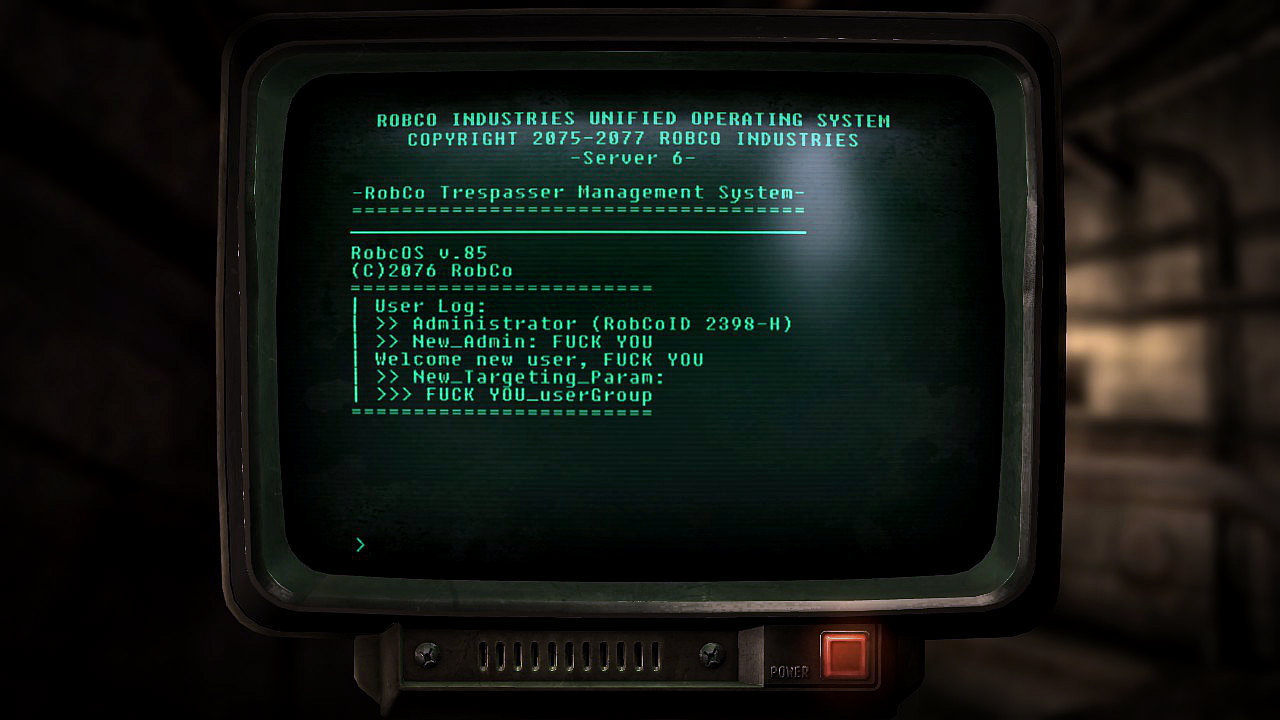 ROBCO INDUSTRIES UNIFIED OPERATING SYSTEM
COPYRIGHT 2075-2077 ROBCO INDUSTRIES
-Server 6-
-RobCo Trespasser Management System-
====================================
RobcOS v.85
(C)2076 RobCo
========================
| User Log:
| >> Administrator (RobCoID 2398-H)
| >> New_Admin: FUCK YOU
| Welcome new user, FUCK YOU
| >> New_Targeting_Param:
| >>> FUCK YOU_userGroup
========================
>
POWER